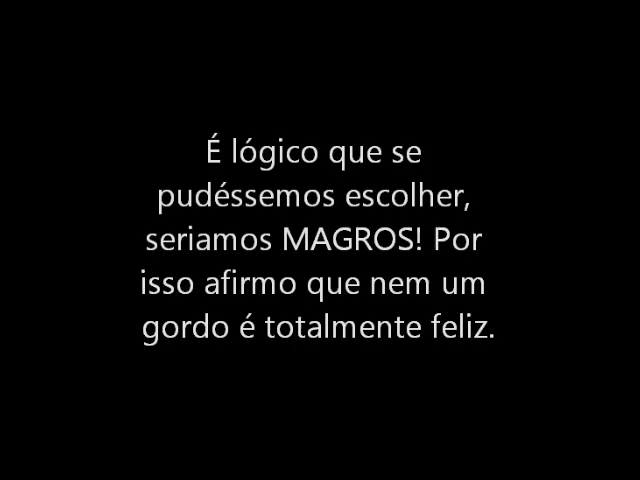 É lógico que se
pudéssemos escolher,
seriamos MAGROS! Por
isso afirmo que nem um
gordo é totalmente feliz.